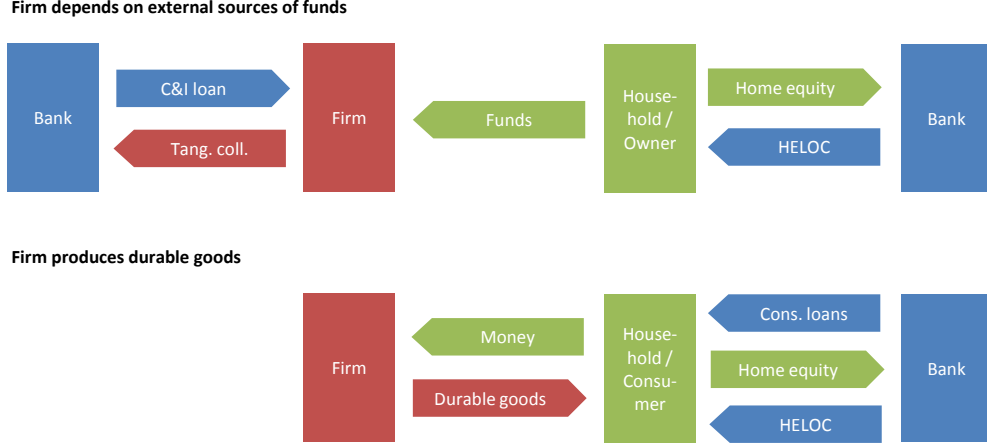 Firm depends on external sources of funds
Bank
C&I loan
Tang. coll.
Firm
Funds
House-
hold /
Owner
Home equity
HELOC
Bank
Firm produces durable goods
Firm
Money
Durable goods
House-
hold /
Consu-
mer
Cons. loans
Home equity
HELOC
Bank